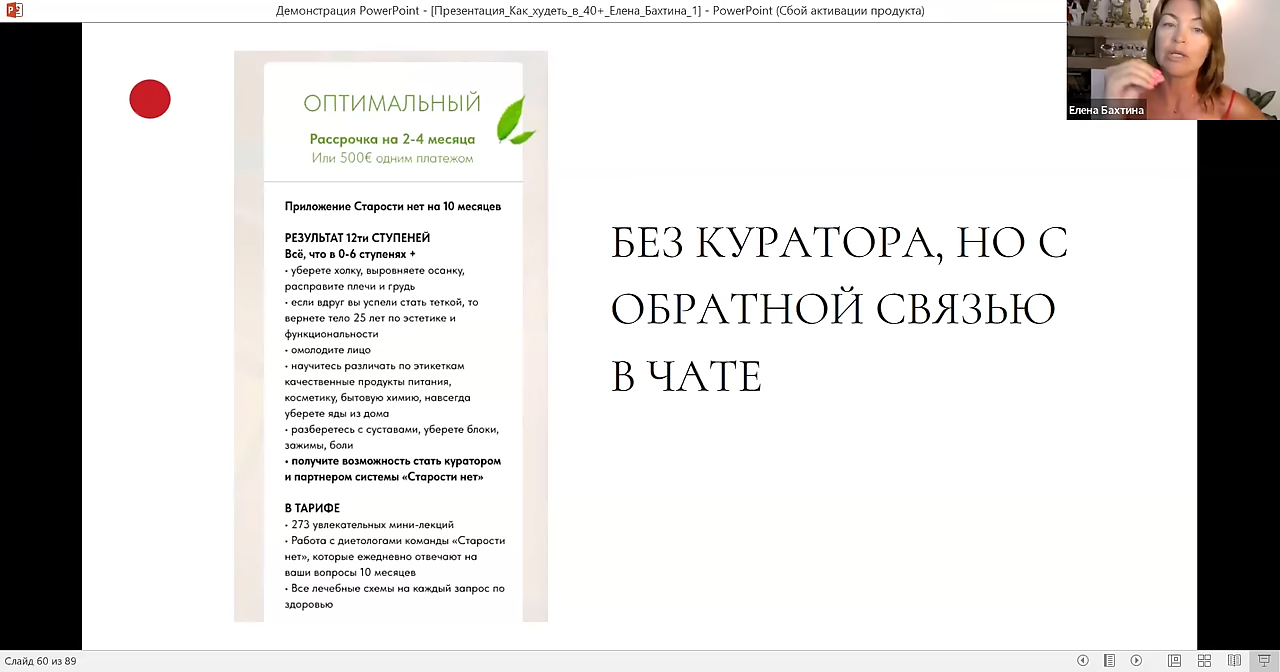 Демонстрация PowerPoint - [Презентация_Как_худеть_в_40+_Елена_Бахтина_1] - PowerPoint (Сбой активации продукта)
Елена Бахтина
ОПТИМАЛЬНЫЙ
Рассрочка на 2-4 месяца
Или 500€ одним платежом
Приложение Старости нет на 10 месяцев
РЕЗУЛЬТАТ 12ти СТУПЕНЕЙ
Всё, что в 0-6 ступенях +
• уберете холку, выровняете осанку,
расправите плечи и грудь
• если вдруг вы успели стать теткой, то
вернете тело 25 лет по эстетике и
функциональности
• омолодите лицо
• научитесь различать по этикеткам
качественные продукты питания,
косметику, бытовую химию, навсегда
уберете яды из дома
• разберетесь с суставами, уберете блоки,
зажимы, боли
• получите возможность стать куратором
и партнером системы «Старости нет»
В ТАРИФЕ
• 273 увлекательных мини-лекций
• Работа с диетологами команды «Старости
нет», которые ежедневно отвечают на
ваши вопросы 10 месяцев
• Все лечебные схемы на каждый запрос по
здоровью
БЕЗ КУРАТОРА, НО С
ОБРАТНОЙ СВЯЗЬЮ
В ЧАТЕ
Слайд 60 из 89